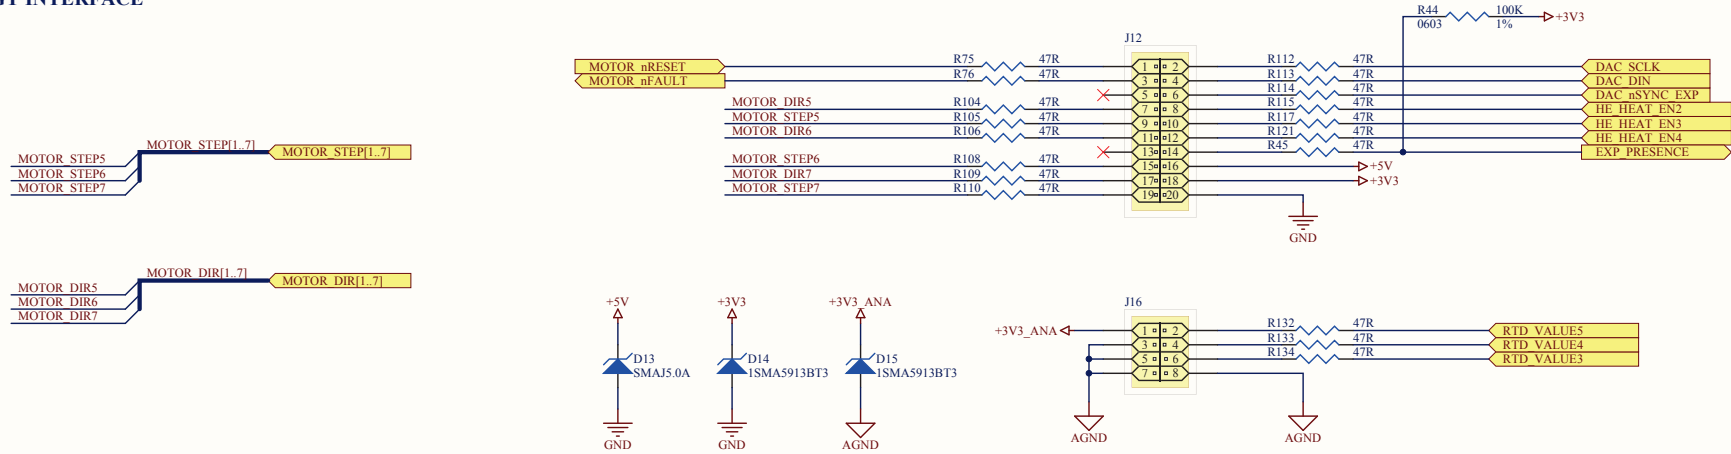 INTERFACE
R44 100K +3V3
0603 1%
J12
MOTOR_nRESET R75 47R 1 2 R112 47R DAC_SCLK
MOTOR_nFAULT R76 47R 3 4 R113 47R DAC_DIN
5 6 R114 47R DAC_nSYNC_EXP
MOTOR_DIR5 R104 47R 7 8 R115 47R HE_HEAT_EN2
MOTOR_STEP5 R105 47R 9 10 R117 47R HE_HEAT_EN3
MOTOR_DIR6 R106 47R 11 12 R121 47R HE_HEAT_EN4
13 14 R45 47R EXP_PRESENCE
MOTOR_STEP6 R108 47R 15 16 +5V
MOTOR_DIR7 R109 47R 17 18 +3V3
MOTOR_STEP7 R110 47R 19 20
GND
MOTOR_STEP[1..7] MOTOR_STEP[1..7]
MOTOR_STEP5
MOTOR_STEP6
MOTOR_STEP7
MOTOR_DIR[1..7] MOTOR_DIR[1..7]
MOTOR_DIR5
MOTOR_DIR6
MOTOR_DIR7
+5V +3V3 +3V3_ANA
D13 D14 D15
SMAJ5.0A 1SMA5913BT3 1SMA5913BT3
GND GND AGND
J16
+3V3_ANA 1 2 R132 47R RTD_VALUE5
3 4 R133 47R RTD_VALUE4
5 6 R134 47R RTD_VALUE3
7 8
AGND AGND